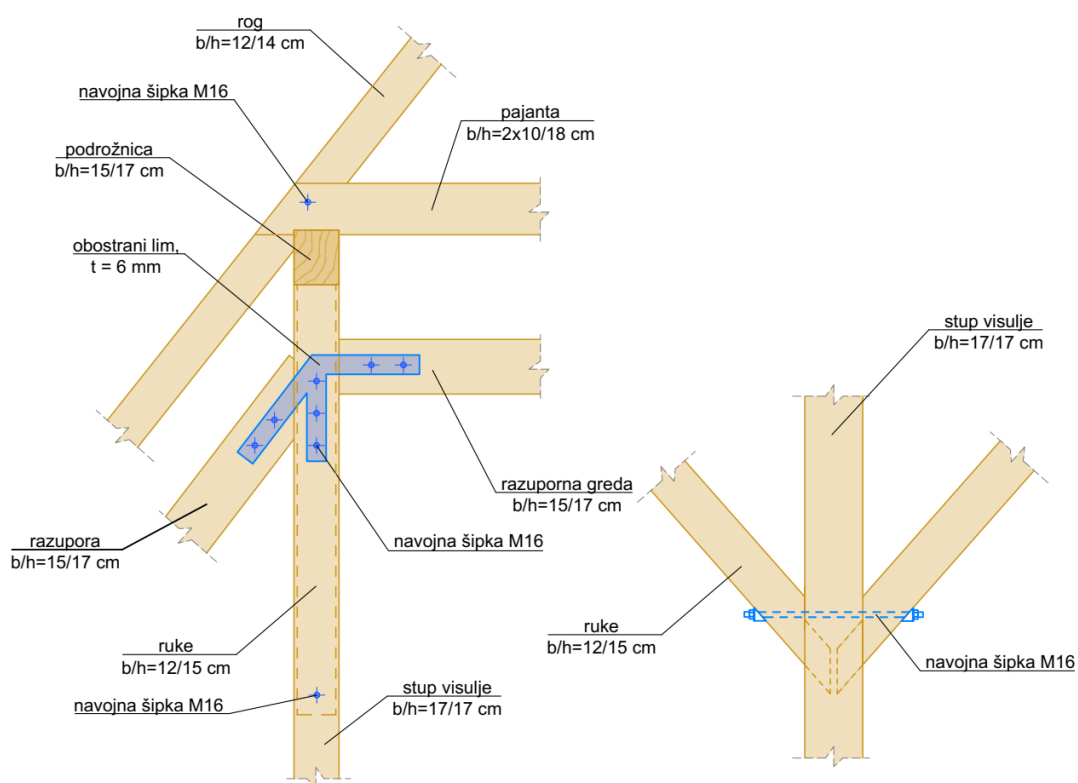 rog
b/h=12/14 cm
navojna šipka M16
pajanta
b/h=2x10/18 cm
podrožnica
b/h=15/17 cm
obostrani lim,
t = 6 mm
stup visulje
b/h=17/17 cm
razuporna greda
b/h=15/17 cm
navojna šipka M16
razupora
b/h=15/17 cm
ruke
b/h=12/15 cm
navojna šipka M16
stup visulje
b/h=17/17 cm
ruke
b/h=12/15 cm
navojna šipka M16